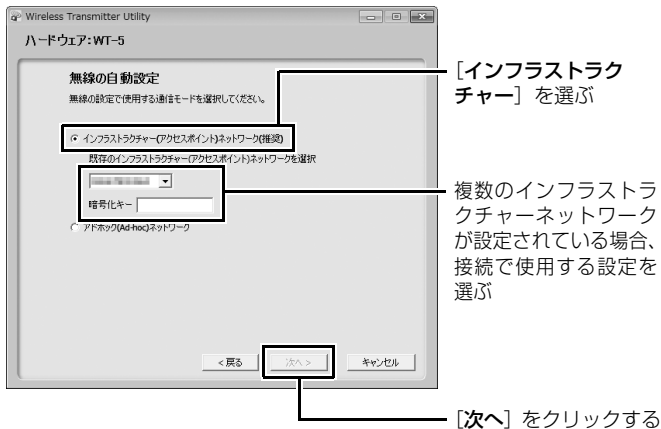 Wireless Transmitter Utility
ハードウェア:WT-5
無線の自動設定
無線の設定で使用する通信モードを選択してください。
インフラストラクチャー(アクセスポイント)ネットワーク(推奨)
既存のインフラストラクチャー(アクセスポイント)ネットワークを選択
暗号化キー
アドホック(Ad-hoc)ネットワーク
<戻る
次へ>
キャンセル
[インフラストラク
チャー] を選ぶ
複数のインフラストラ
クチャーネットワーク
が設定されている場合、
接続で使用する設定を
選ぶ
[次へ] をクリックする